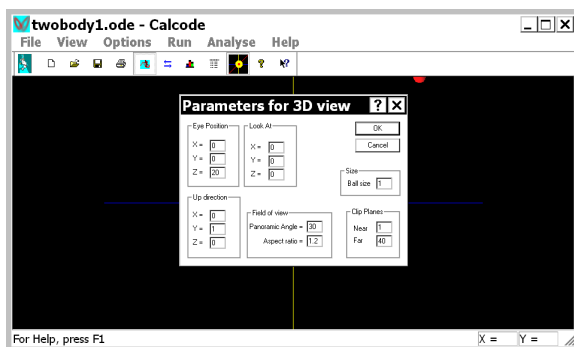 twobody1.ode - Calcode
File View Options Run Analyse Help
Parameters for 3D view
Eye Position
X = 0
Y = 0
Z = 20
Look At
X = 0
Y = 0
Z = 0
OK
Cancel
Size
Ball size 1
Up direction
X = 0
Y = 1
Z = 0
Field of view
Panoramic Angle = 30
Aspect ratio = 1.2
Clip Planes
Near 1
Far 40
For Help, press F1
X =
Y =